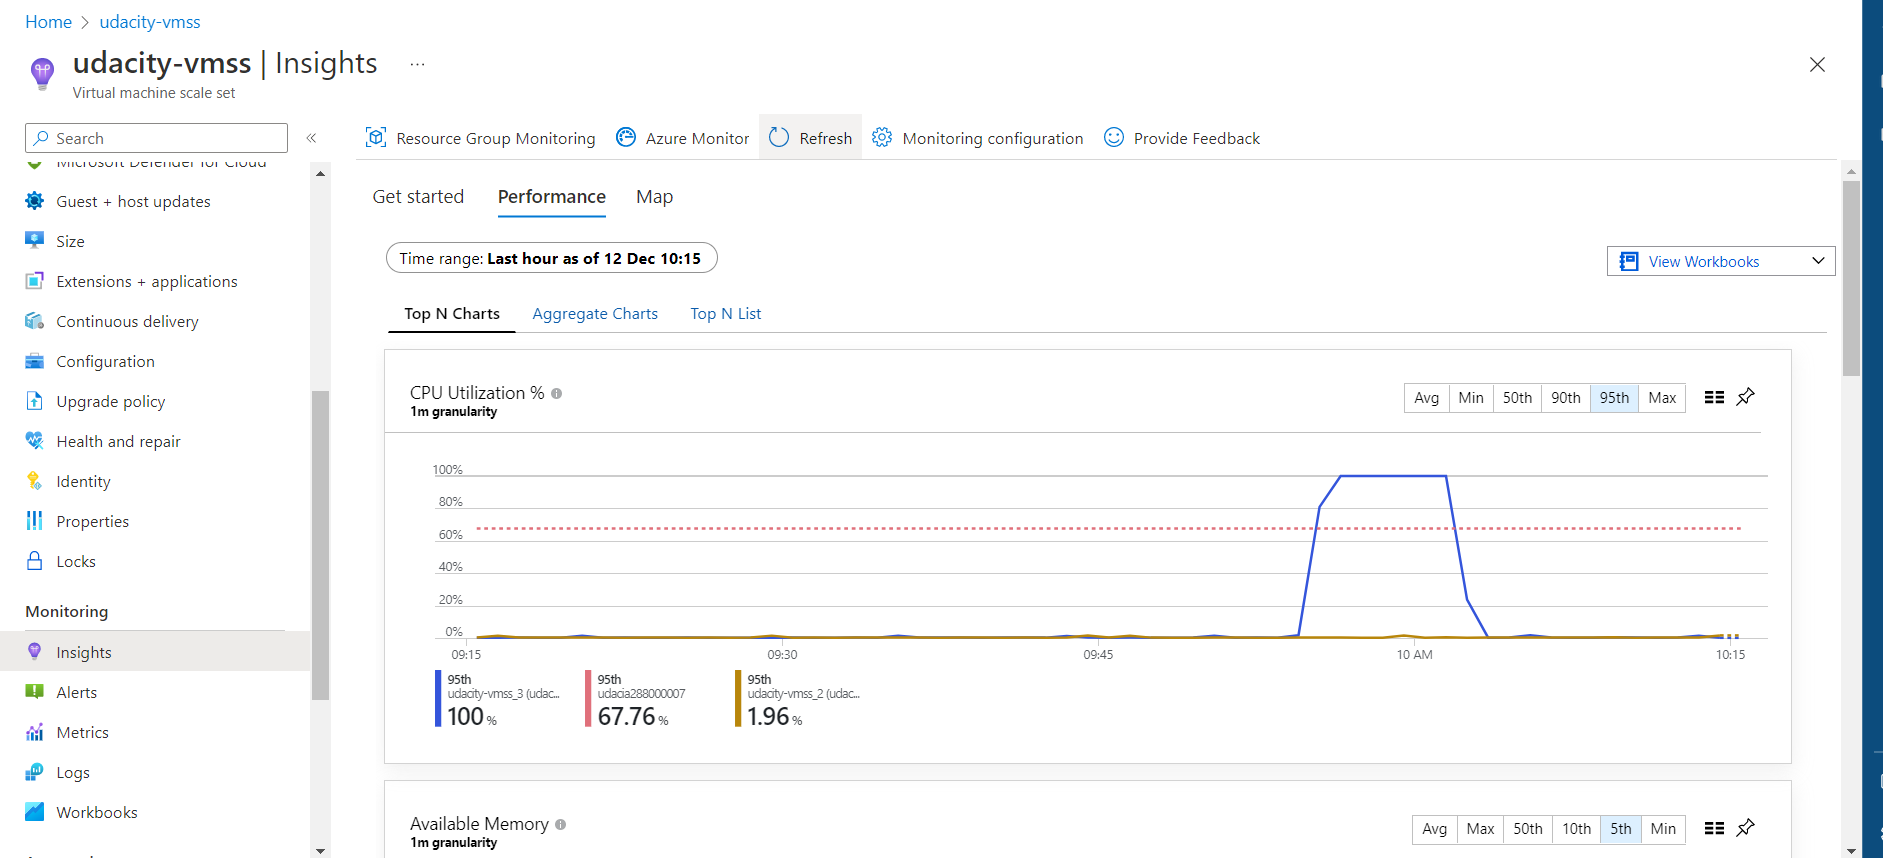 Home > udacity-vmss
udacity-vmss | Insights ...
Virtual machine scale set
Search
«
Resource Group Monitoring
Azure Monitor
Refresh
Monitoring configuration
Provide Feedback
Microsoft Defender for Cloud
Guest + host updates
Size
Extensions + applications
Continuous delivery
Configuration
Upgrade policy
Health and repair
Identity
Properties
Locks
Monitoring
Insights
Alerts
Metrics
Logs
Workbooks
Get started
Performance
Map
Time range: Last hour as of 12 Dec 10:15
View Workbooks
Top N Charts
Aggregate Charts
Top N List
CPU Utilization %
1m granularity
Avg Min 50th 90th 95th Max
100%
80%
60%
40%
20%
0%
09:15 09:30 09:45 10 AM 10:15
95th
udacity-vmss_3 (udac...
100 %
95th
udacia288000007
67.76 %
95th
udacity-vmss_2 (udac...
1.96 %
Available Memory
1m granularity
Avg Max 50th 10th 5th Min